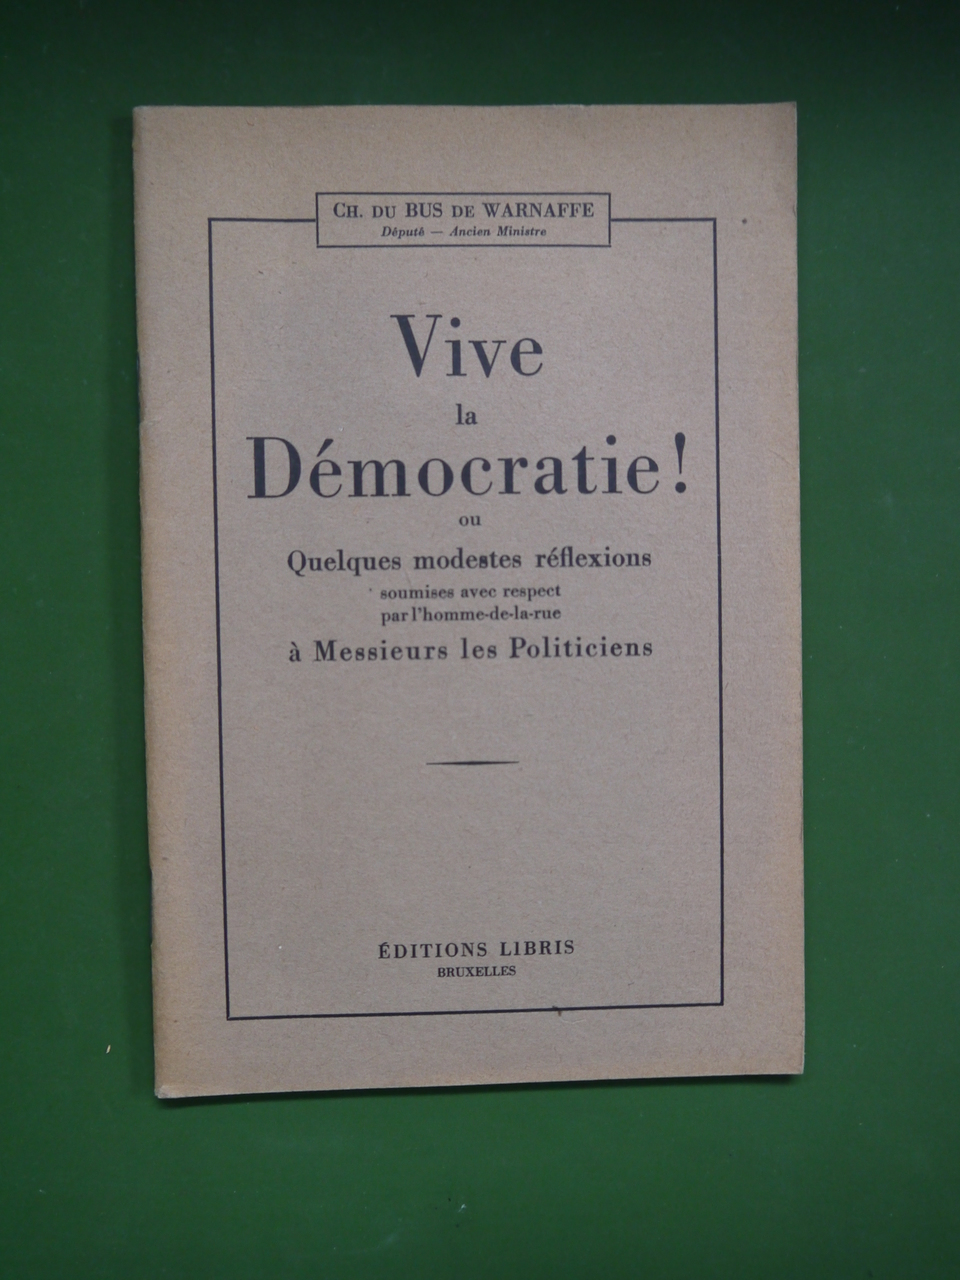 CH. DU BUS DE WARNAFFE
Député — Ancien Ministre
Vive
la
Démocratie !
ou
Quelques modestes réflexions
soumises avec respect
par l'homme-de-la-rue
à Messieurs les Politiciens
ÉDITIONS LIBRIS
BRUXELLES